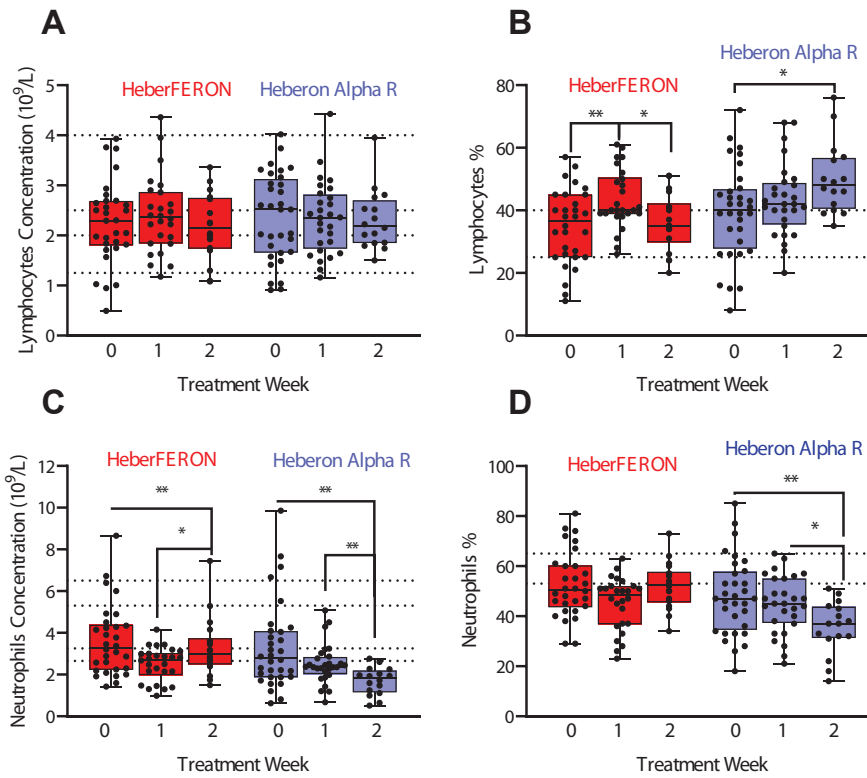 A
HeberFERON Heberon Alpha R
Lymphocytes Concentration (10⁹/L)
5
4
3
2
1
0
0 1 2 0 1 2
Treatment Week
B
Heberon Alpha R
HeberFERON
Lymphocytes %
80
60
40
20
0
** * *
0 1 2 0 1 2
Treatment Week
C
HeberFERON Heberon Alpha R
Neutrophils Concentration (10⁹/L)
12
10
8
6
4
2
0
** **
* **
0 1 2 0 1 2
Treatment Week
D
Heberon Alpha R
HeberFERON
Neutrophils %
100
80
60
40
20
0
**
*
0 1 2 0 1 2
Treatment Week